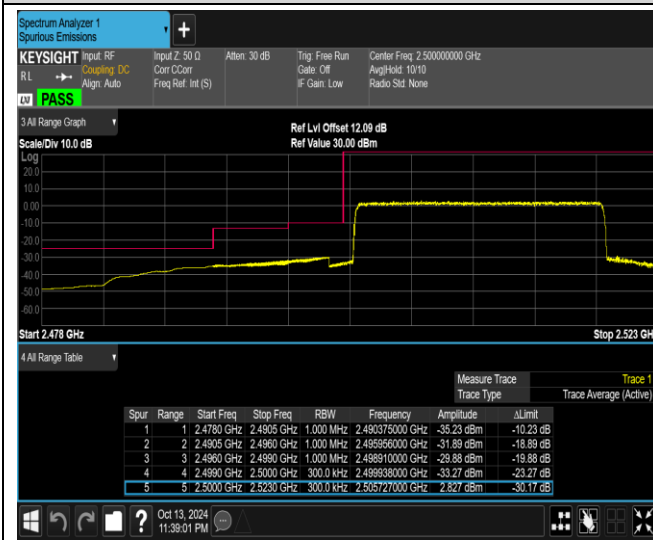 Spectrum Analyzer 1
Spurious Emissions
KEYSIGHT Input: RF Input Z: 50 Ω Atten: 30 dB Trig: Free Run Center Freq: 2.500000000 GHz
R L Coupling: DC Corr CCorr Gate: Off Avg|Hold: 10/10
Align: Auto Freq Ref: Int (S) IF Gain: Low Radio Std: None
LXI PASS
3 All Range Graph
Ref Lvl Offset 12.09 dB
Scale/Div 10.0 dB Ref Value 30.00 dBm
Log
20.0
10.0
0.00
-10.0
-20.0
-30.0
-40.0
-50.0
-60.0
Start 2.478 GHz Stop 2.523 GHz
4 All Range Table
Measure Trace Trace 1
Trace Type Trace Average (Active)
Spur Range Start Freq Stop Freq RBW Frequency Amplitude ΔLimit
1 1 2.4780 GHz 2.4905 GHz 1.000 MHz 2.490375000 GHz -35.23 dBm -10.23 dB
2 2 2.4905 GHz 2.4960 GHz 1.000 MHz 2.495956000 GHz -31.89 dBm -18.89 dB
3 3 2.4960 GHz 2.4990 GHz 1.000 MHz 2.498910000 GHz -29.88 dBm -19.88 dB
4 4 2.4990 GHz 2.5000 GHz 300.0 kHz 2.499938000 GHz -33.27 dBm -23.27 dB
5 5 2.5000 GHz 2.5230 GHz 300.0 kHz 2.505727000 GHz 2.827 dBm -30.17 dB
Oct 13, 2024
11:39:01 PM